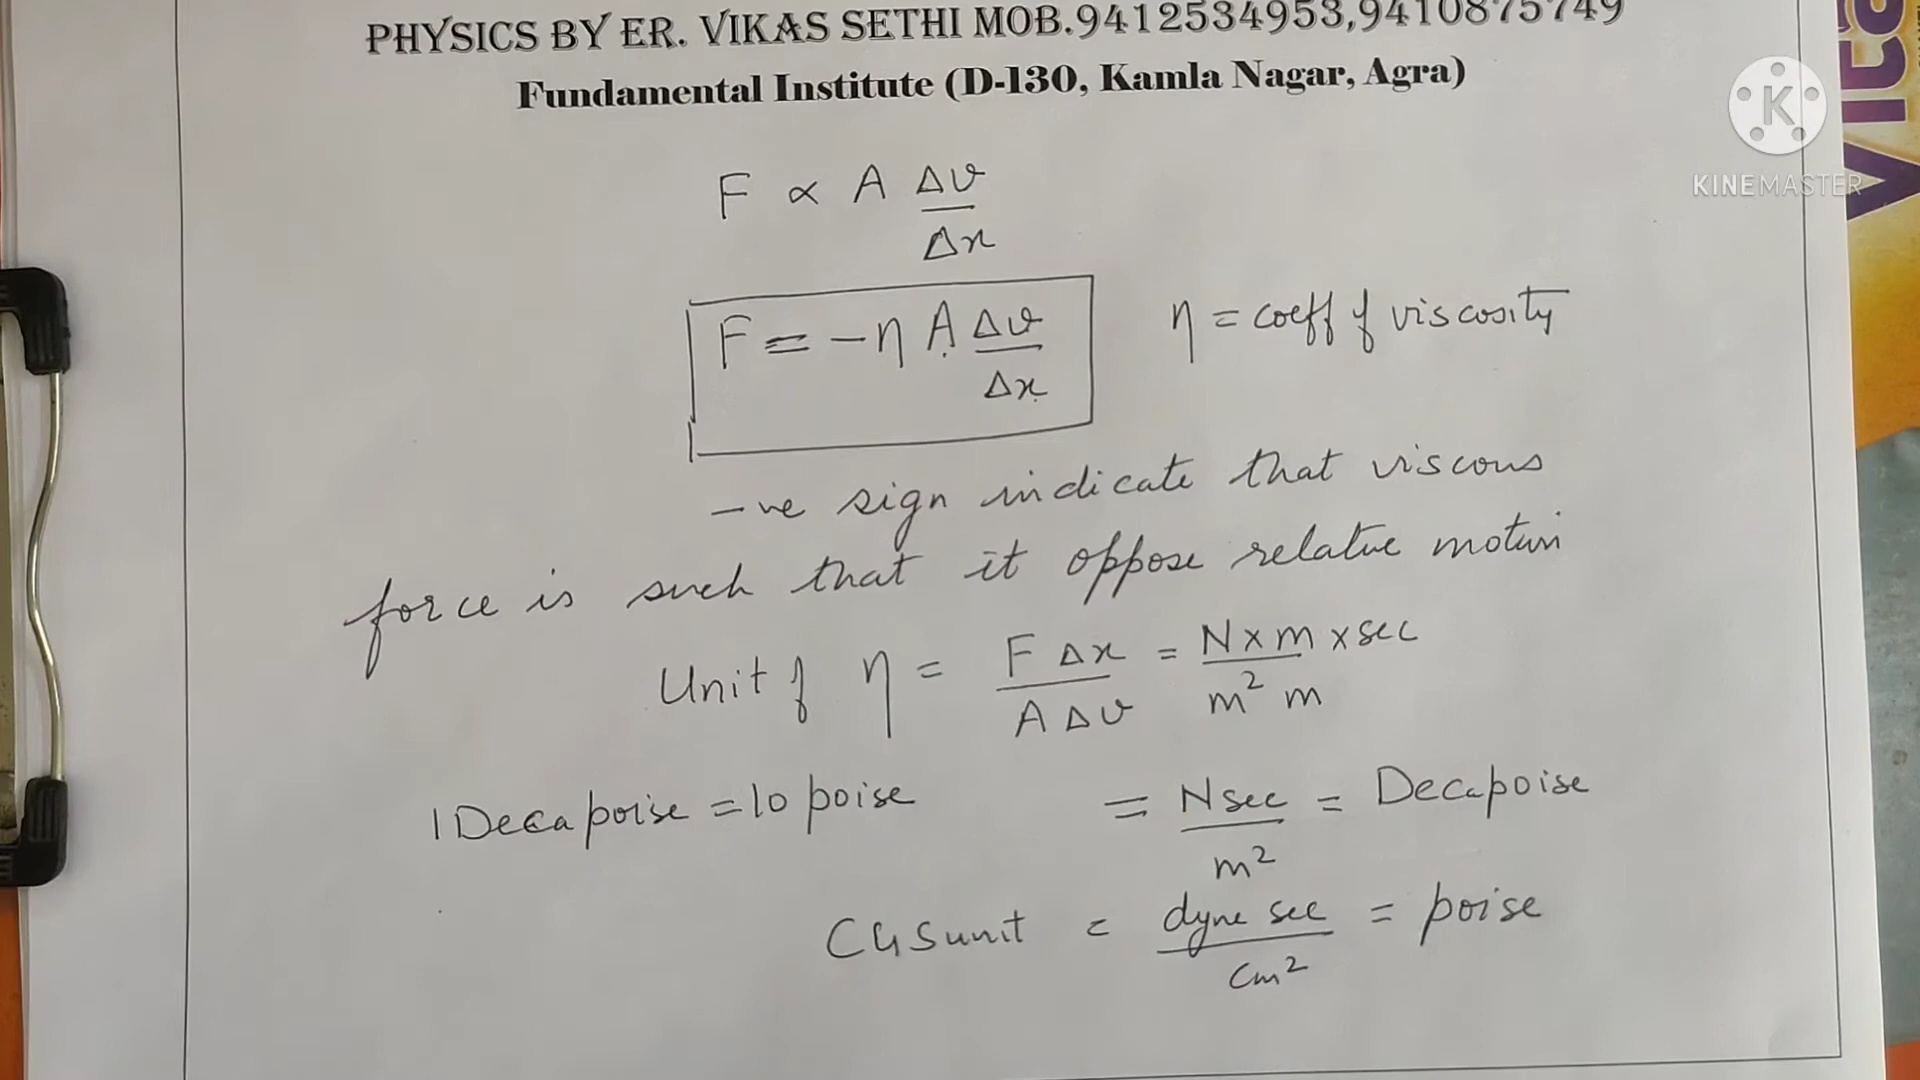 PHYSICS BY ER. VIKAS SETHI MOB.9412534953,9410875749
Fundamental Institute (D-130, Kamla Nagar, Agra)
K
KINEMASTER
F ∝ A Δv/Δx
F = -η A Δv/Δx    η = coeff of viscosity
-ve sign indicate that viscous
force is such that it oppose relative motion
Unit of η = F Δx / A Δv = N x m x sec / m² m
1 Decapoise = 10 poise    = N sec / m² = Decapoise
CGS unit = dyne sec / cm² = poise